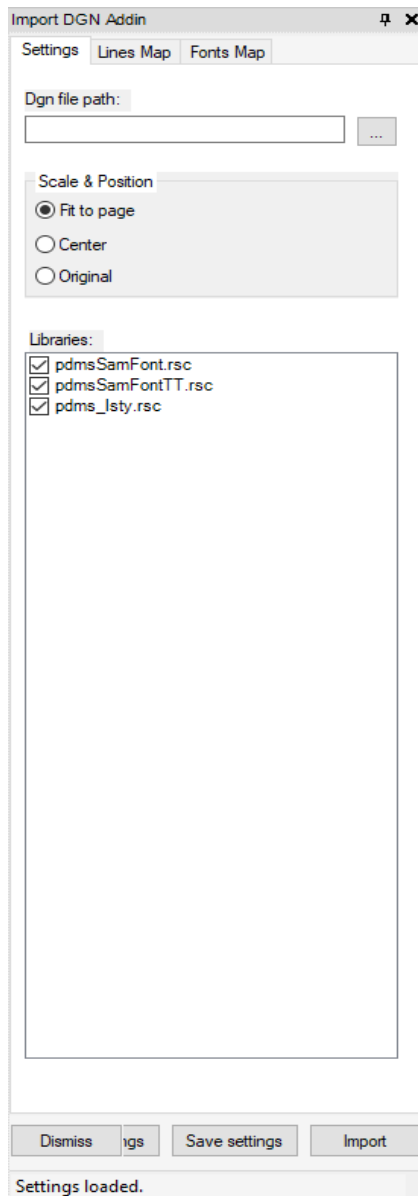 Import DGN Addin
Settings Lines Map Fonts Map
Dgn file path:
...
Scale & Position
Fit to page
Center
Original
Libraries:
pdmsSamFont.rsc
pdmsSamFontTT.rsc
pdms_lsty.rsc
Dismiss ngs Save settings Import
Settings loaded.